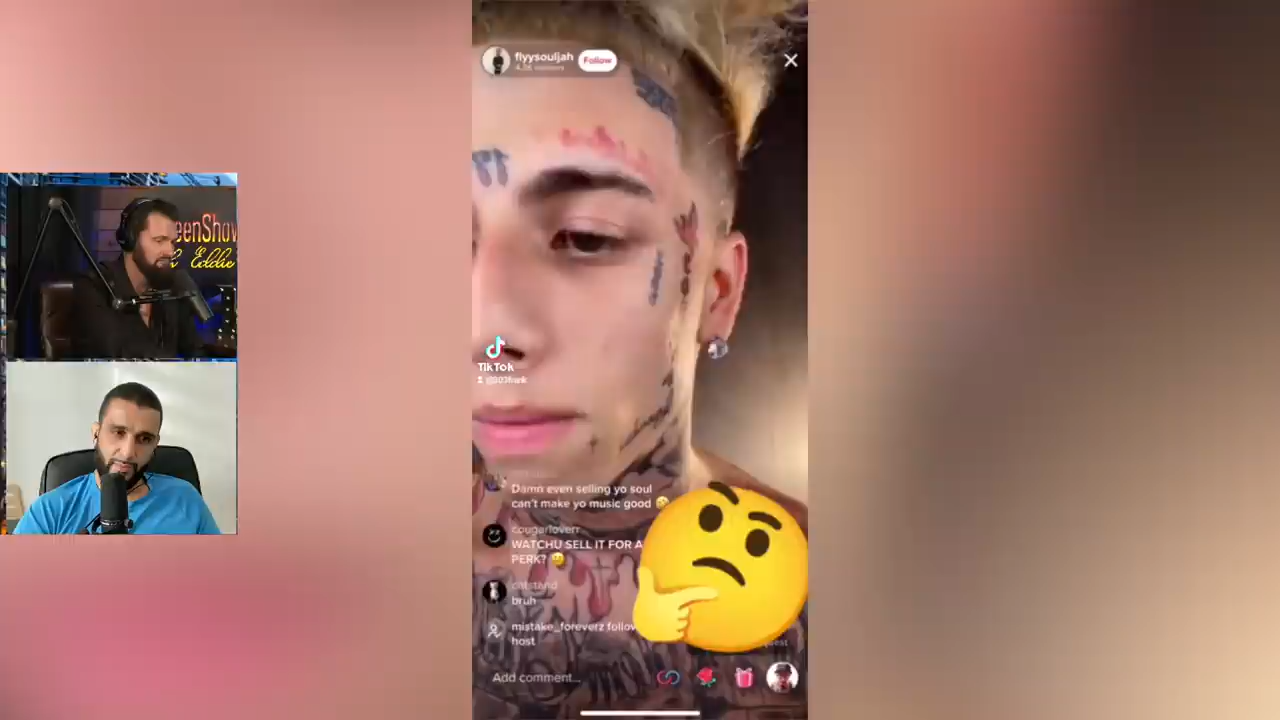 flyysouljah
Follow
eenShow
Eddie
TikTok
17
Damn even selling yo soul
can't make yo music good
cougarloverr
WATCHU SELL IT FOR A
PERK?
bruh
mistake_foreverz follow
host
Add comment...